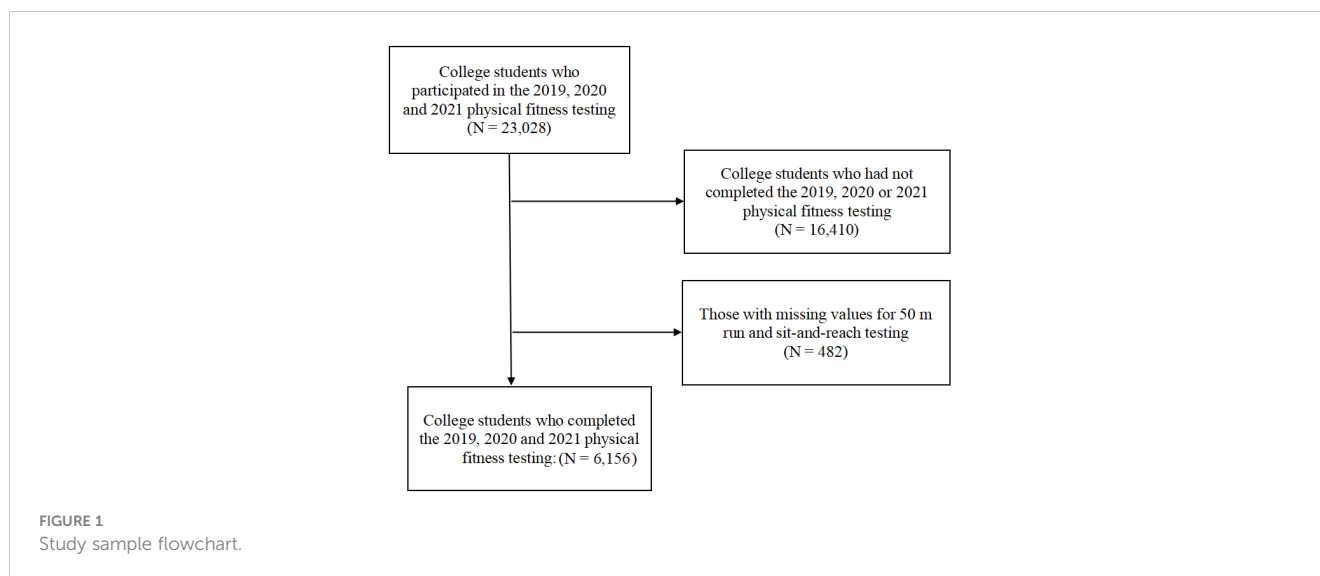 College students who
participated in the 2019, 2020
and 2021 physical fitness testing
(N = 23,028)
College students who had not
completed the 2019, 2020 or 2021
physical fitness testing
(N = 16,410)
Those with missing values for 50 m
run and sit-and-reach testing
(N = 482)
College students who completed
the 2019, 2020 and 2021 physical
fitness testing: (N = 6,156)
FIGURE 1
Study sample flowchart.